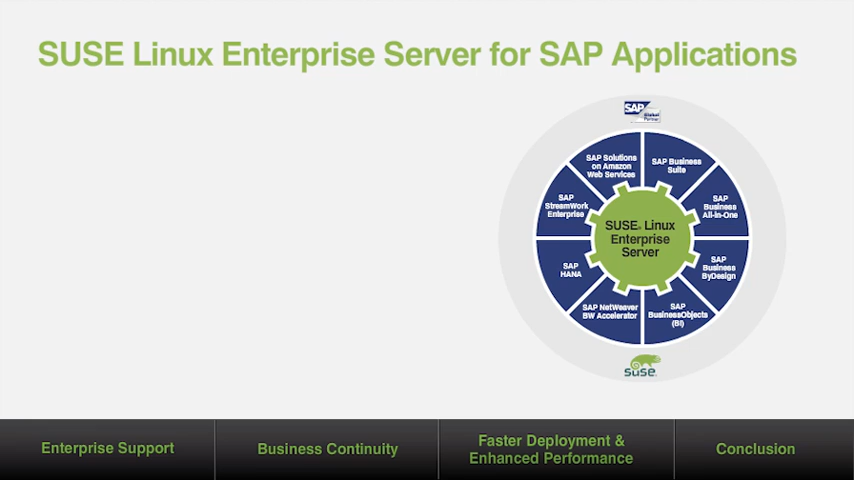 SUSE Linux Enterprise Server for SAP Applications
SAP
Global
Partner
SAP Solutions
on Amazon
Web Services
SAP Business
Suite
SAP
StreamWork
Enterprise
SAP
Business
All-in-One
SUSE® Linux
Enterprise
Server
SAP
HANA
SAP
Business
ByDesign
SAP NetWeaver
BW Accelerator
SAP
BusinessObjects
(BI)
SUSE
Enterprise Support
Business Continuity
Faster Deployment &
Enhanced Performance
Conclusion